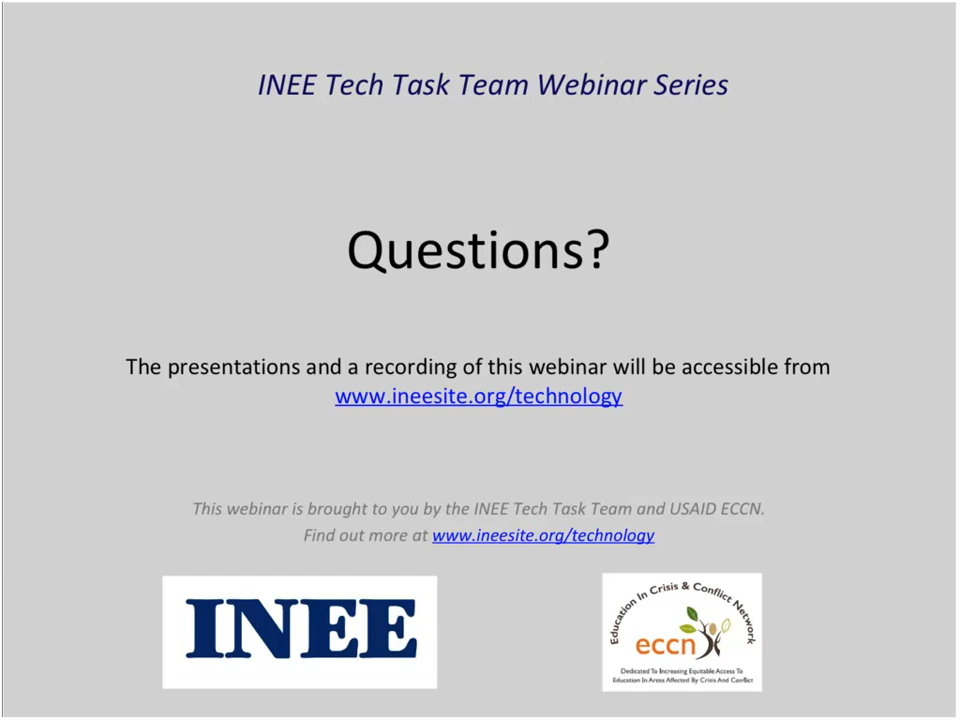 INEE Tech Task Team Webinar Series
Questions?
The presentations and a recording of this webinar will be accessible from
www.ineesite.org/technology
This webinar is brought to you by the INEE Tech Task Team and USAID ECCN.
Find out more at www.ineesite.org/technology
INEE
Education In Crisis & Conflict Network
eccn
Dedicated To Increasing Equitable Access To
Education In Areas Affected By Crisis And Conflict